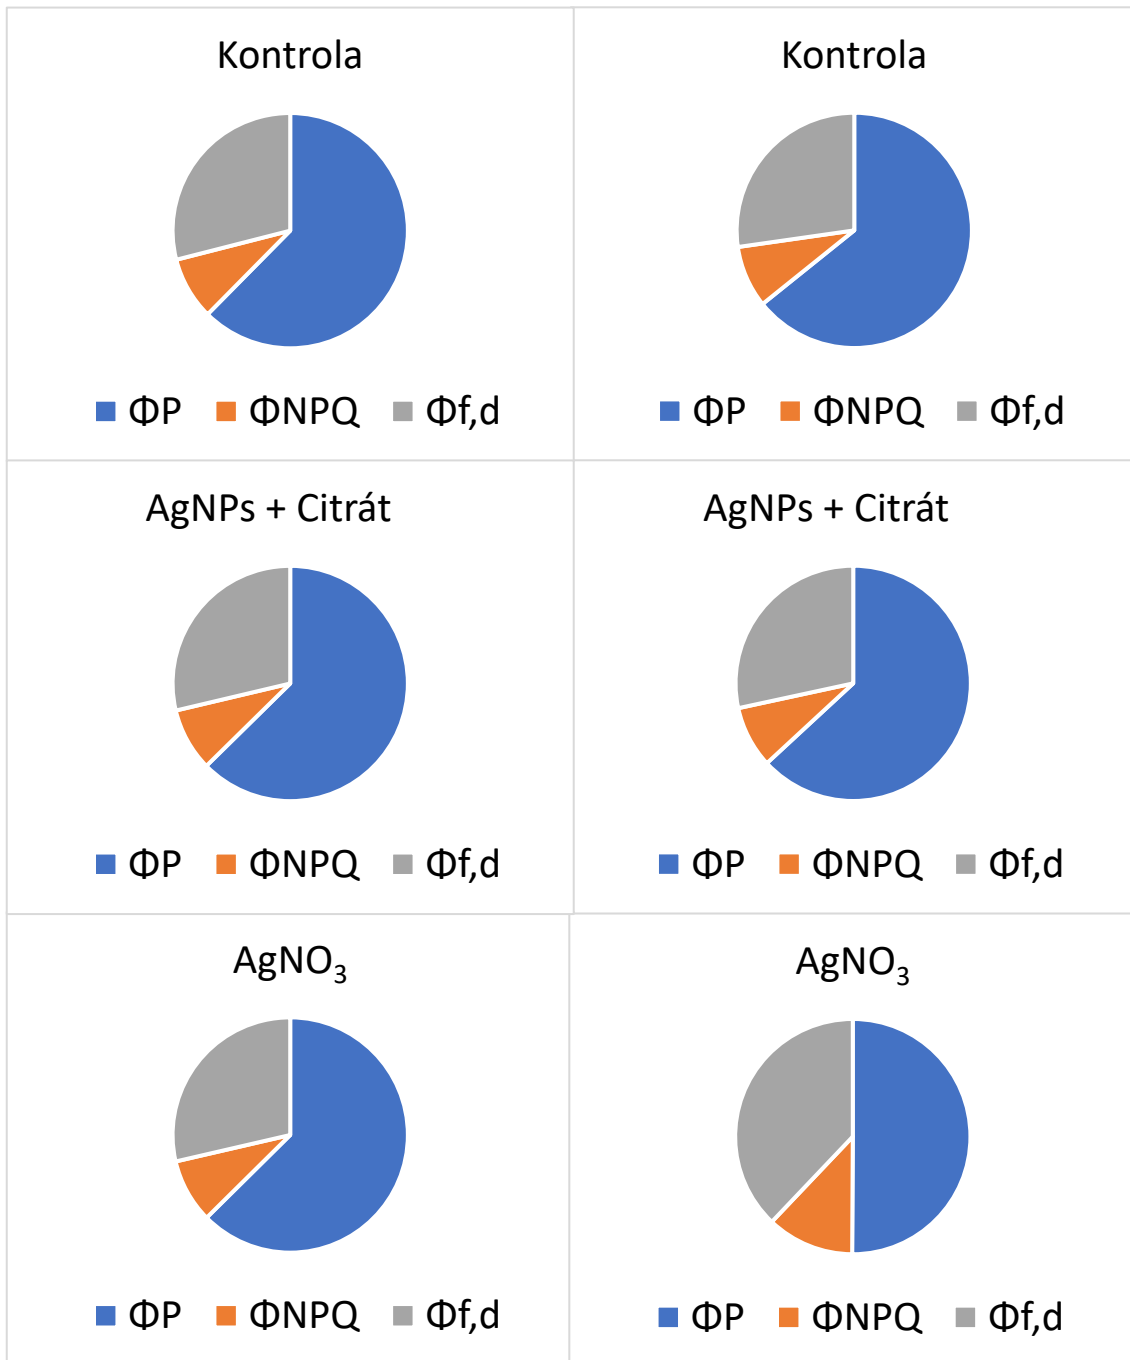 Kontrola
ΦP ΦNPQ Φf,d
Kontrola
ΦP ΦNPQ Φf,d
AgNPs + Citrát
ΦP ΦNPQ Φf,d
AgNPs + Citrát
ΦP ΦNPQ Φf,d
AgNO₃
ΦP ΦNPQ Φf,d
AgNO₃
ΦP ΦNPQ Φf,d